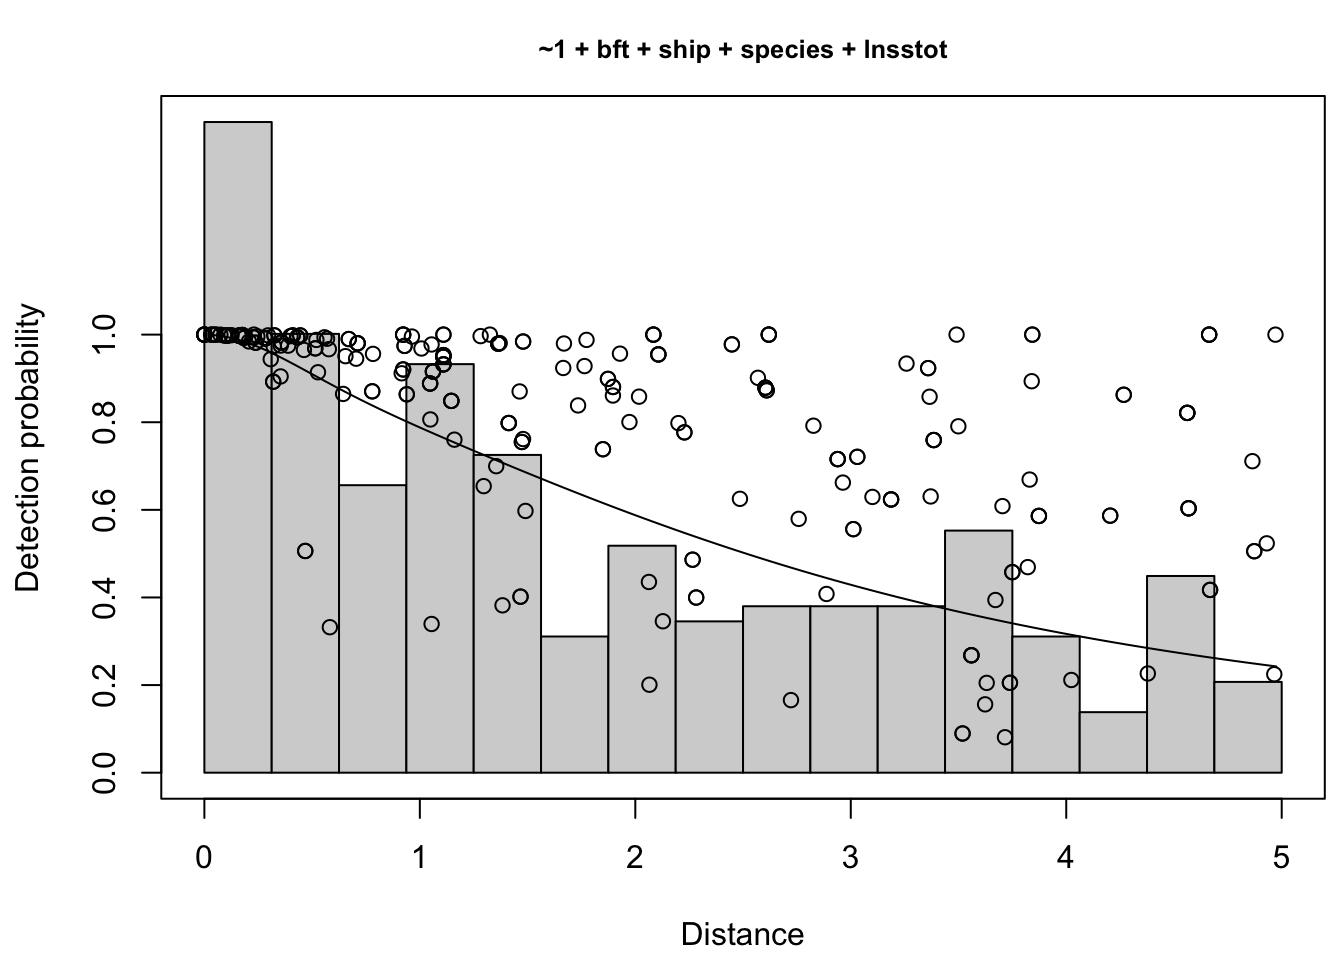 ~1 + bft + ship + species + lnsstot
Detection probability
1.0
0.8
0.6
0.4
0.2
0.0
0 1 2 3 4 5
Distance